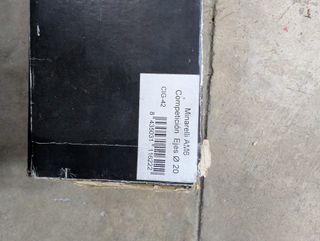 Minarelli AM6
Competición Ejes Ø 20
CIG-42
8 435031 116222